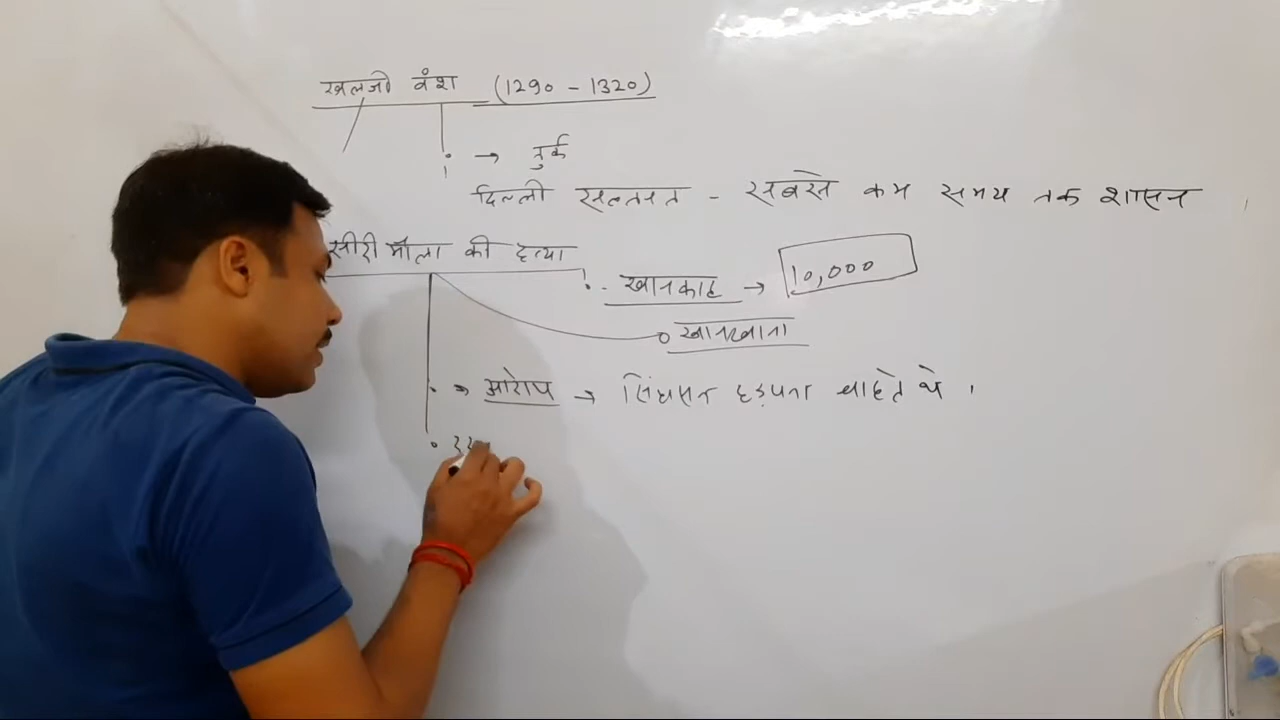 खलजी वंश (1290 - 1320)
→ तुर्क
दिल्ली सल्तनत - सबसे कम समय तक शासन
सीदी मौला की हत्या
खानकाह → 10,000
खानखाना
→ आरोप → सिंघासन हड़पना चाहते थे ।